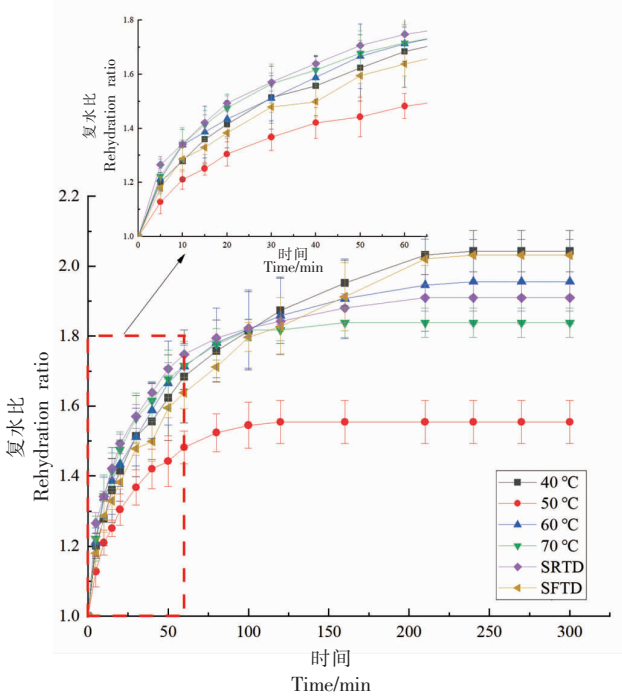 1.8
1.6
1.4
1.2
1.0
0 10 20 30 40 50 60
复水比
Rehydration ratio
时间
Time/min
2.2
2.0
1.8
1.6
1.4
1.2
1.0
0 50 100 150 200 250 300
复水比
Rehydration ratio
时间
Time/min
40 ℃
50 ℃
60 ℃
70 ℃
SRTD
SFTD